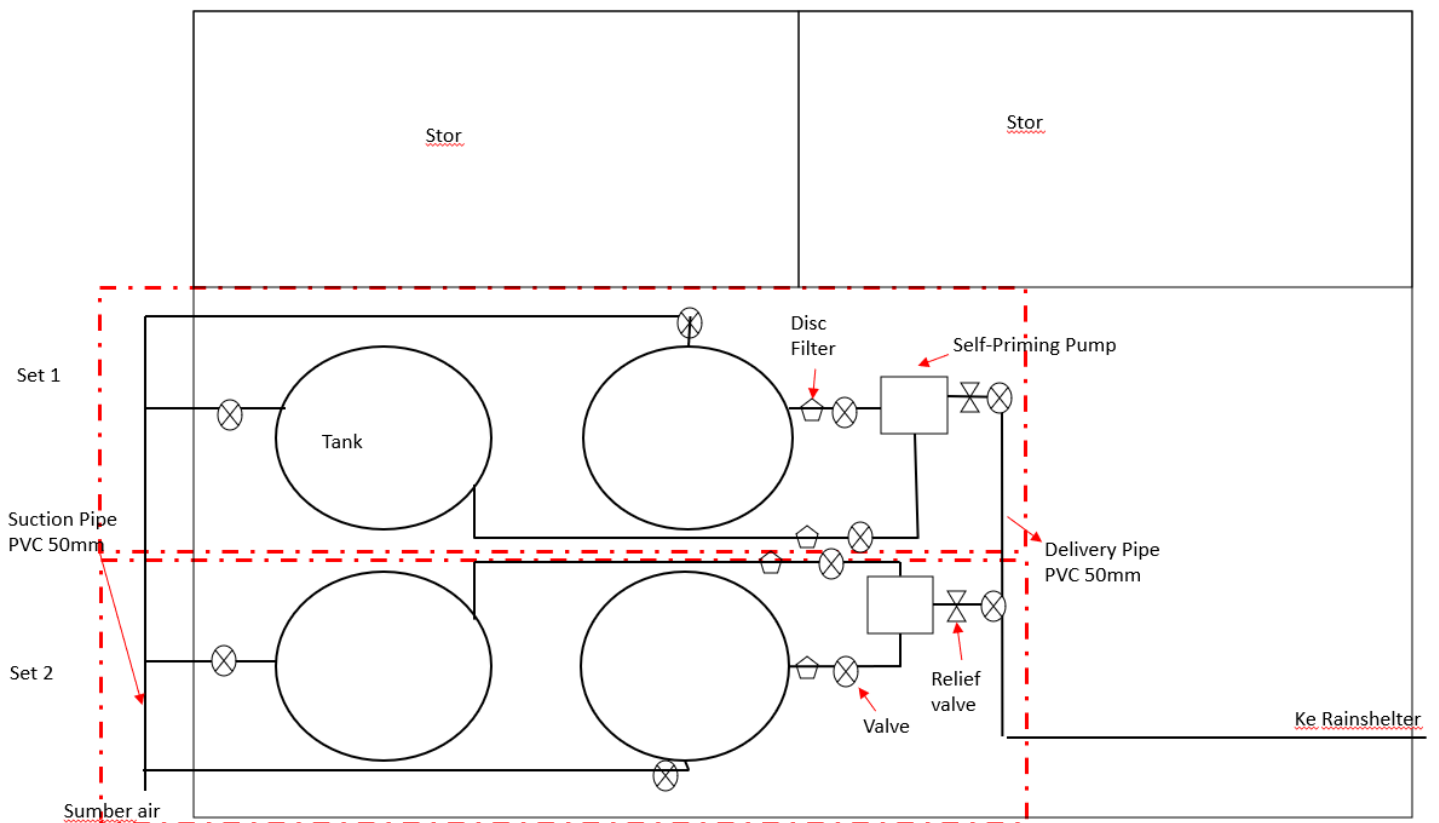 Stor
Stor
Disc
Filter
Self-Priming Pump
Set 1
Tank
Suction Pipe
PVC 50mm
Delivery Pipe
PVC 50mm
Set 2
Relief
valve
Valve
Ke Rainshelter
Sumber air